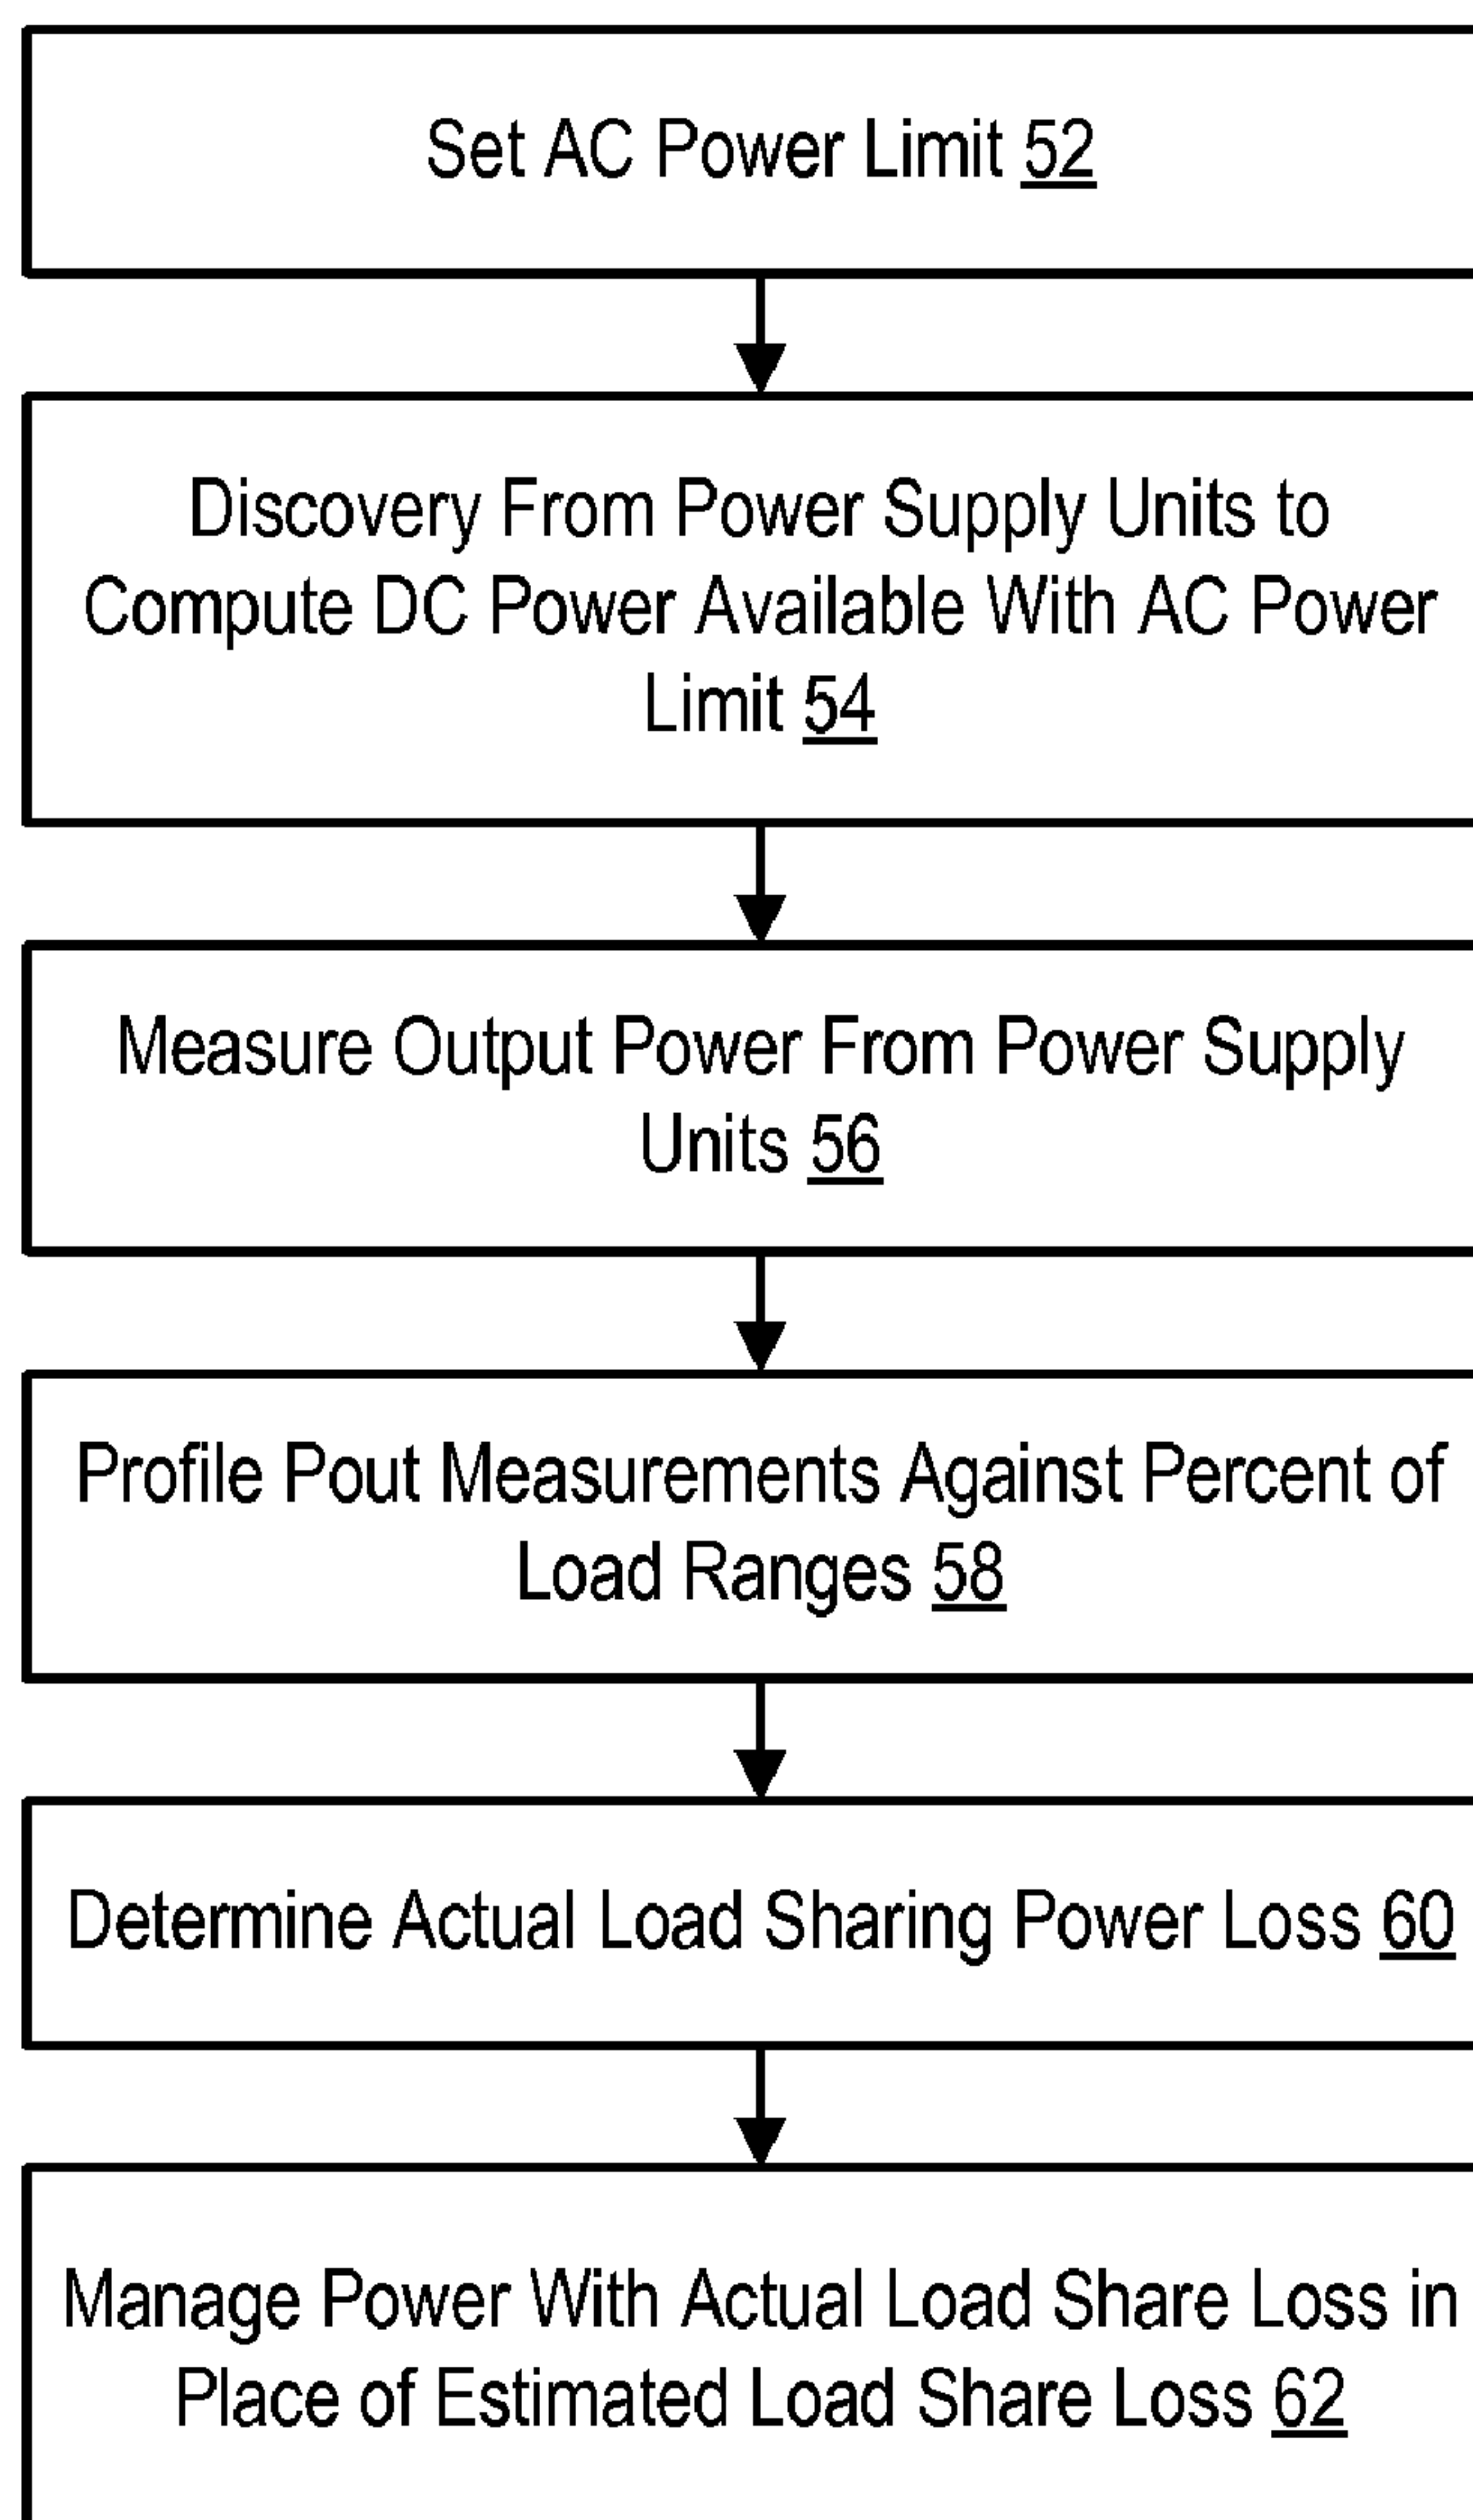 Set AC Power Limit 52
Discovery From Power Supply Units to
Compute DC Power Available With AC Power
Limit 54
Measure Output Power From Power Supply
Units 56
Profile Pout Measurements Against Percent of
Load Ranges 58
Determine Actual Load Sharing Power Loss 60
Manage Power With Actual Load Share Loss in
Place of Estimated Load Share Loss 62